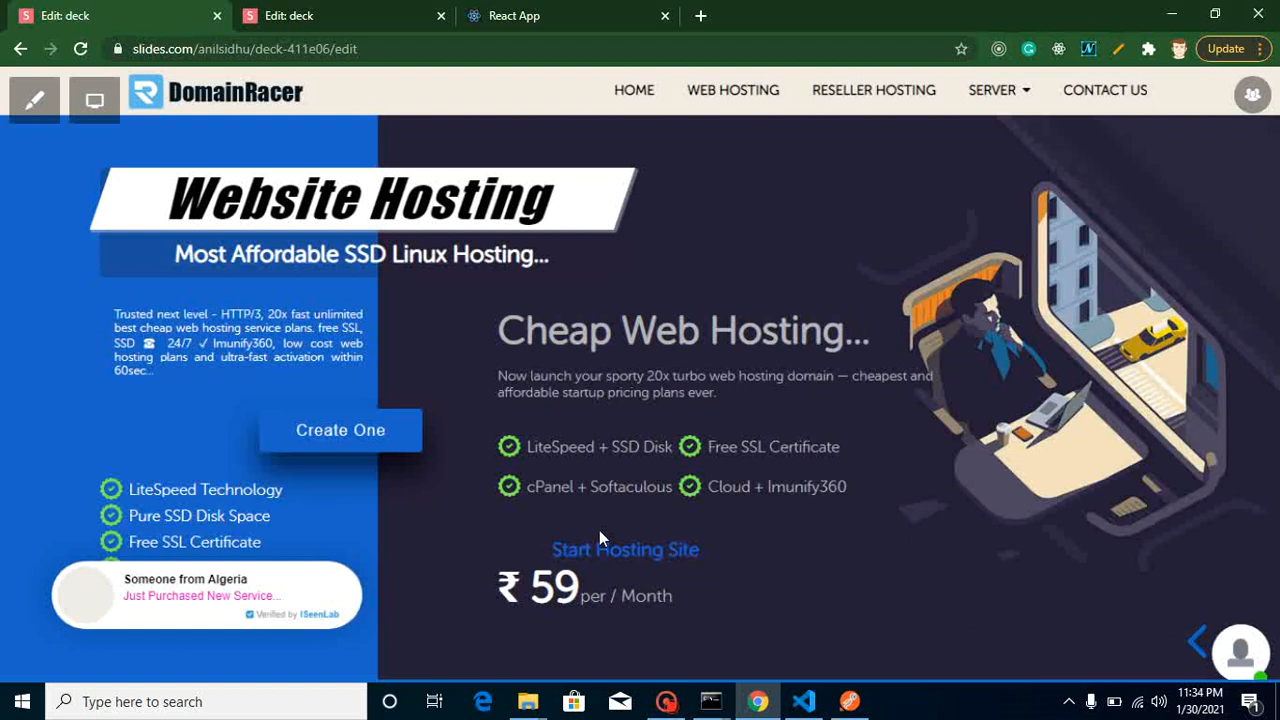 Edit: deck
Edit: deck
React App
slides.com/anilsidhu/deck-411e06/edit
Update
DomainRacer
HOME
WEB HOSTING
RESELLER HOSTING
SERVER
CONTACT US
Website Hosting
Most Affordable SSD Linux Hosting...
Trusted next level - HTTP/3, 20x fast unlimited
best cheap web hosting service plans. free SSL,
SSD ☎ 24/7 ✓ Imunify360, low cost web
hosting plans and ultra-fast activation within
60sec...
Create One
LiteSpeed Technology
Pure SSD Disk Space
Free SSL Certificate
Someone from Algeria
Just Purchased New Service...
Verified by ISeenLab
Cheap Web Hosting...
Now launch your sporty 20x turbo web hosting domain — cheapest and
affordable startup pricing plans ever.
LiteSpeed + SSD Disk
Free SSL Certificate
cPanel + Softaculous
Cloud + Imunify360
Start Hosting Site
₹ 59 per / Month
Type here to search
11:34 PM
1/30/2021